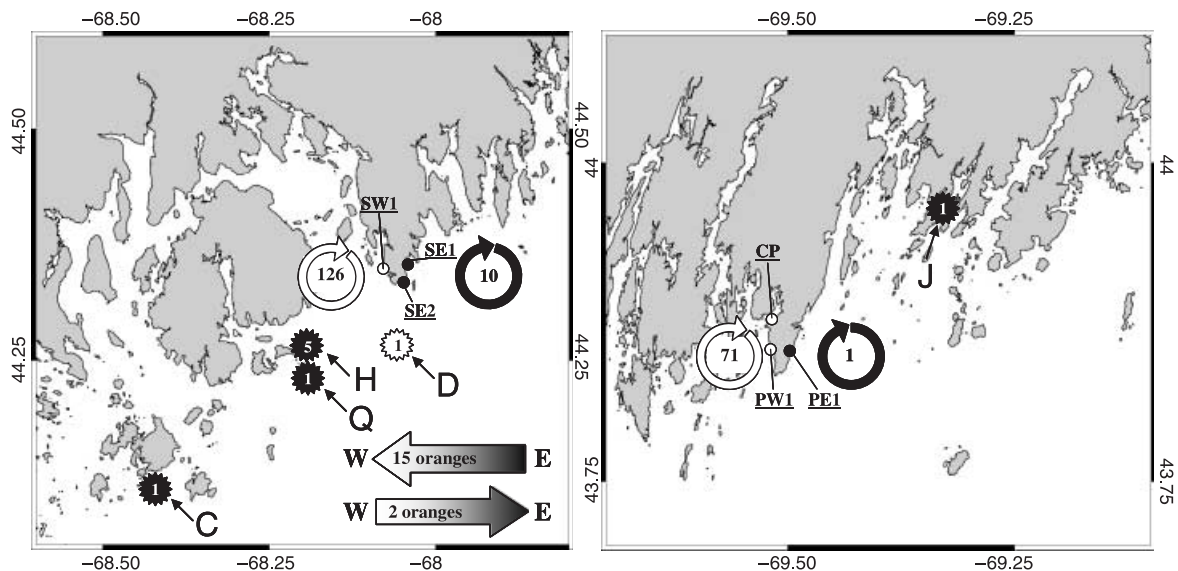 −68.50 −68.25 −68
44.50
SW1
SE1
126
10
SE2
44.25
5
1
H
D
1
Q
W 15 oranges E
1
C
W 2 oranges E
−68.50 −68.25 −68
−69.50 −69.25
44.50
44
1
J
CP
44.25
71
1
PW1 PE1
43.75
43.75
−69.50 −69.25